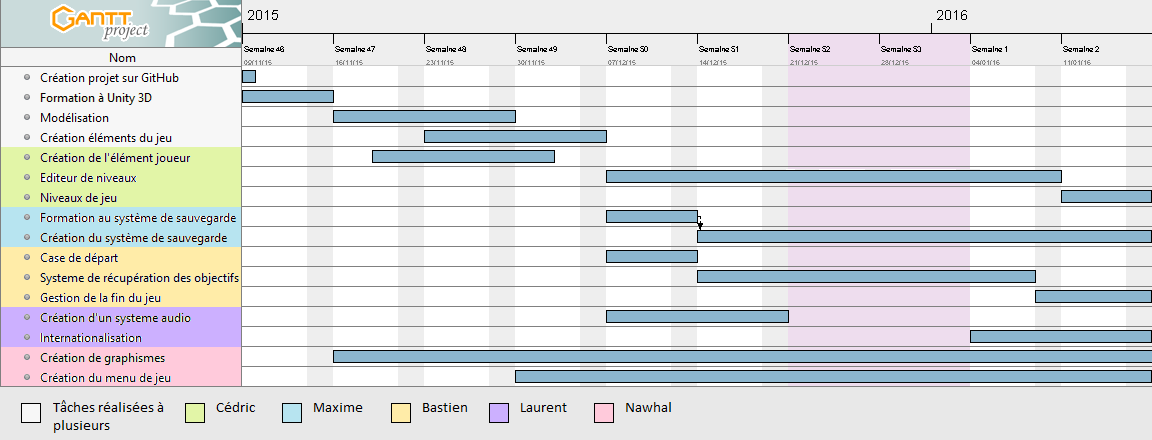 GANTT
project
2015
2016
Nom
Semaine 46
Semaine 47
Semaine 48
Semaine 49
Semaine 50
Semaine 51
Semaine 52
Semaine 53
Semaine 1
Semaine 2
09/11/15
16/11/15
23/11/15
30/11/15
07/12/15
14/12/15
21/12/15
28/12/15
04/01/16
11/01/16
Création projet sur GitHub
Formation à Unity 3D
Modélisation
Création éléments du jeu
Création de l'élément joueur
Editeur de niveaux
Niveaux de jeu
Formation au système de sauvegarde
Création du système de sauvegarde
Case de départ
Systeme de récupération des objectifs
Gestion de la fin du jeu
Création d'un systeme audio
Internationalisation
Création de graphismes
Création du menu de jeu
Tâches réalisées à
plusieurs
Cédric
Maxime
Bastien
Laurent
Nawhal